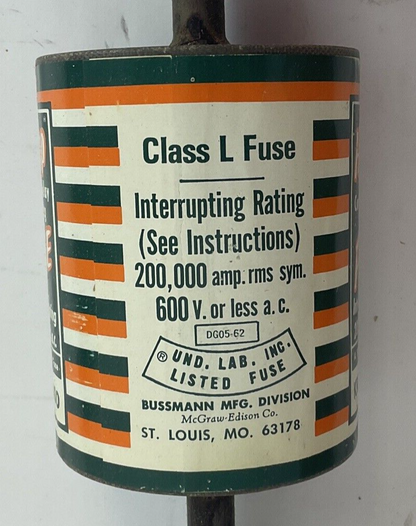 Class L Fuse
Interrupting Rating
(See Instructions)
200,000 amp. rms sym.
600 V. or less a. c.
DG05-62
® UND. LAB. INC.
LISTED FUSE
BUSSMANN MFG. DIVISION
McGraw-Edison Co.
ST. LOUIS, MO. 63178